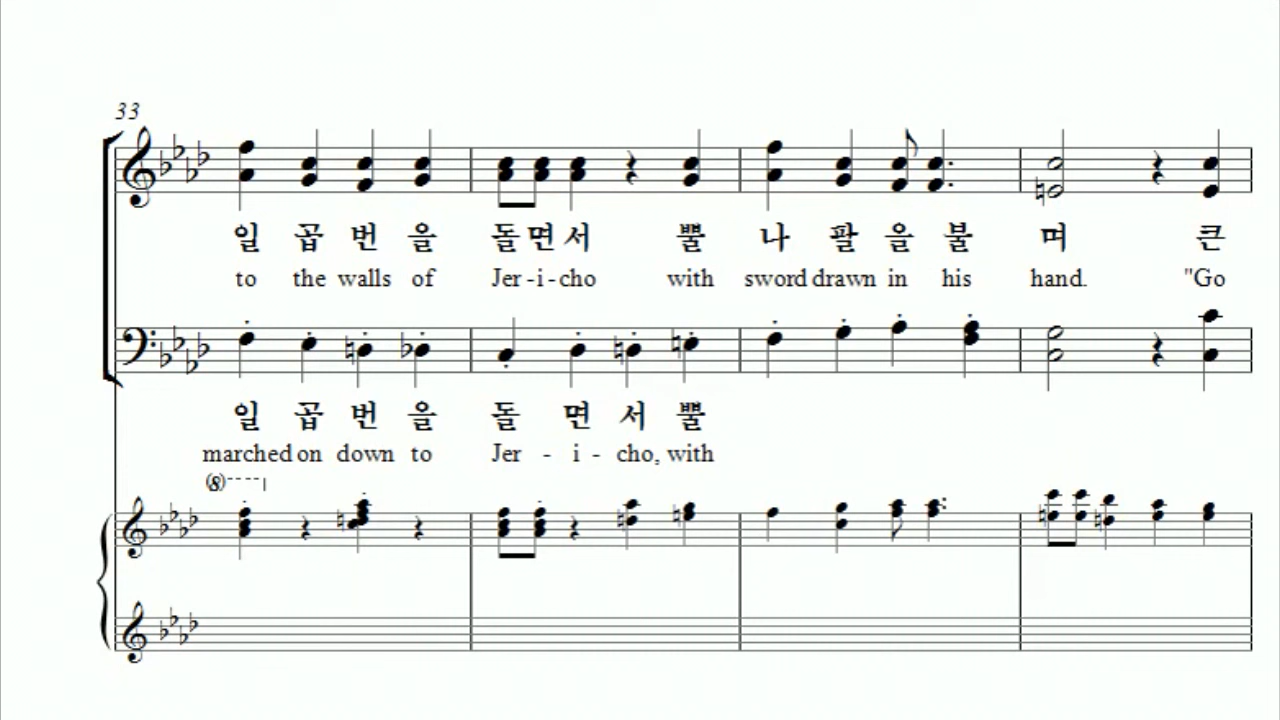 33
일 곱 번 을 돌 면 서 뿔 나 팔 을 불 며 큰
to the walls of Jer - i - cho with sword drawn in his hand. "Go
일 곱 번 을 돌 면 서 뿔
marched on down to Jer - i - cho, with
(8)